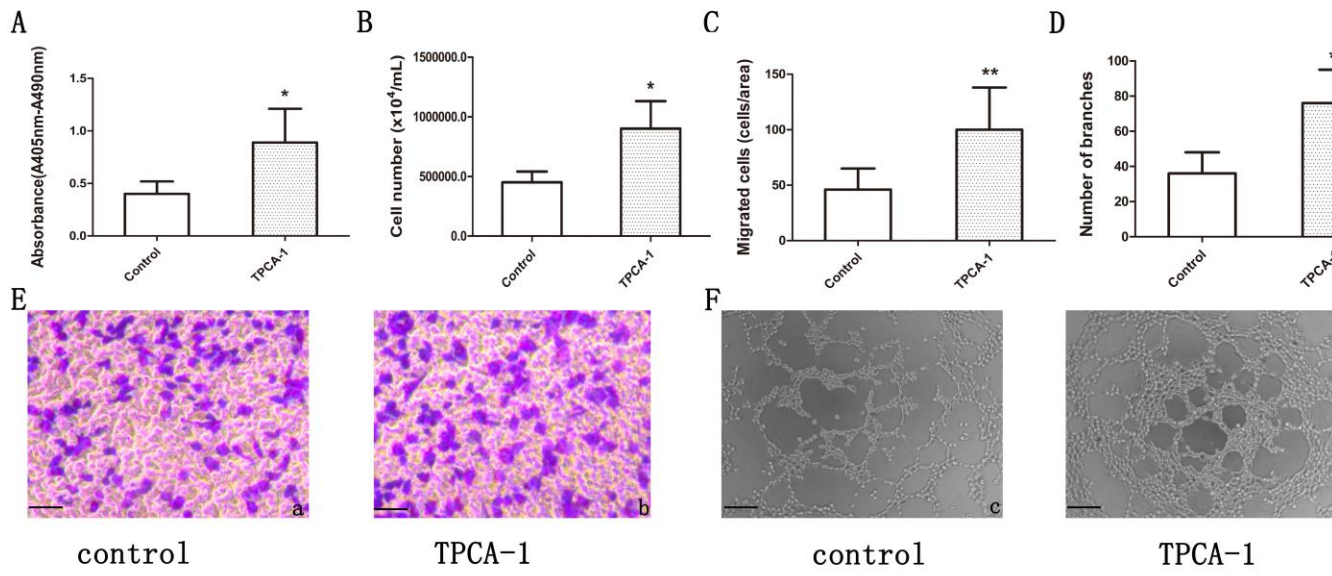 A
Absorbance(A405nm-A490nm)
1.5
1.0
0.5
0.0
*
Control
TPCA-1
B
Cell number (x10⁴/mL)
1500000.0
1000000.0
500000.0
0.0
*
Control
TPCA-1
C
Migrated cells (cells/area)
150
100
50
0
**
Control
TPCA-1
D
Number of branches
100
80
60
40
20
0
Control
E
a
b
control
TPCA-1
F
c
control
TPCA-1